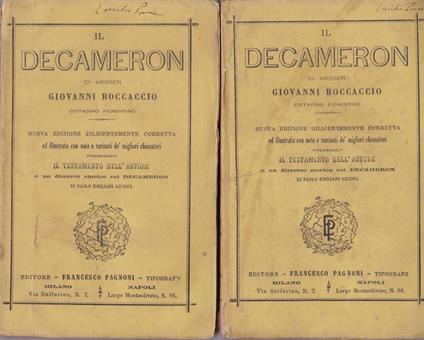 IL
DECAMERON
DI MESSER
GIOVANNI BOCCACCIO
CITTADINO FIORENTINO
NUOVA EDIZIONE DILIGENTEMENTE CORRETTA
ed illustrata con note e varianti de' migliori chiosatori
PREMESSOVI
IL TESTAMENTO DELL'AUTORE
e un discorso storico sul DECAMERON
DI PAOLO EMILIANI GIUDICI
EDITORE - FRANCESCO PAGNONI - TIPOGRAFO
MILANO NAPOLI
Via Solferino, N. 7. Largo Montesoliveto, N. 86.
IL
DECAMERON
DI MESSER
GIOVANNI BOCCACCIO
CITTADINO FIORENTINO
NUOVA EDIZIONE DILIGENTEMENTE CORRETTA
ed illustrata con note e varianti de' migliori chiosatori
PREMESSOVI
IL TESTAMENTO DELL'AUTORE
e un discorso storico sul DECAMERON
DI PAOLO EMILIANI GIUDICI
EDITORE - FRANCESCO PAGNONI - TIPOGRAFO
MILANO NAPOLI
Via Solferino, N. 7. Largo Montesoliveto, N. 86.